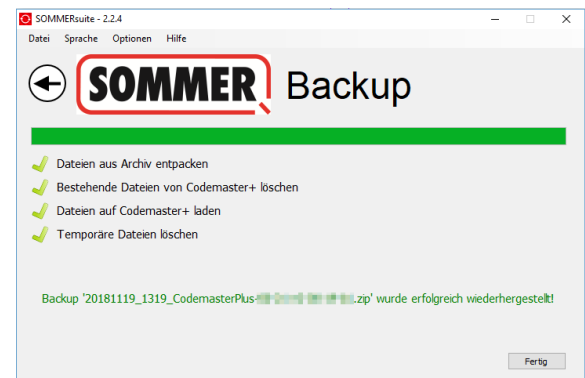 SOMMERsuite - 2.2.4
Datei Sprache Optionen Hilfe
SOMMER Backup
Dateien aus Archiv entpacken
Bestehende Dateien von Codemaster+ löschen
Dateien auf Codemaster+ laden
Temporäre Dateien löschen
Backup '20181119_1319_CodemasterPlus- .zip' wurde erfolgreich wiederhergestellt!
Fertig